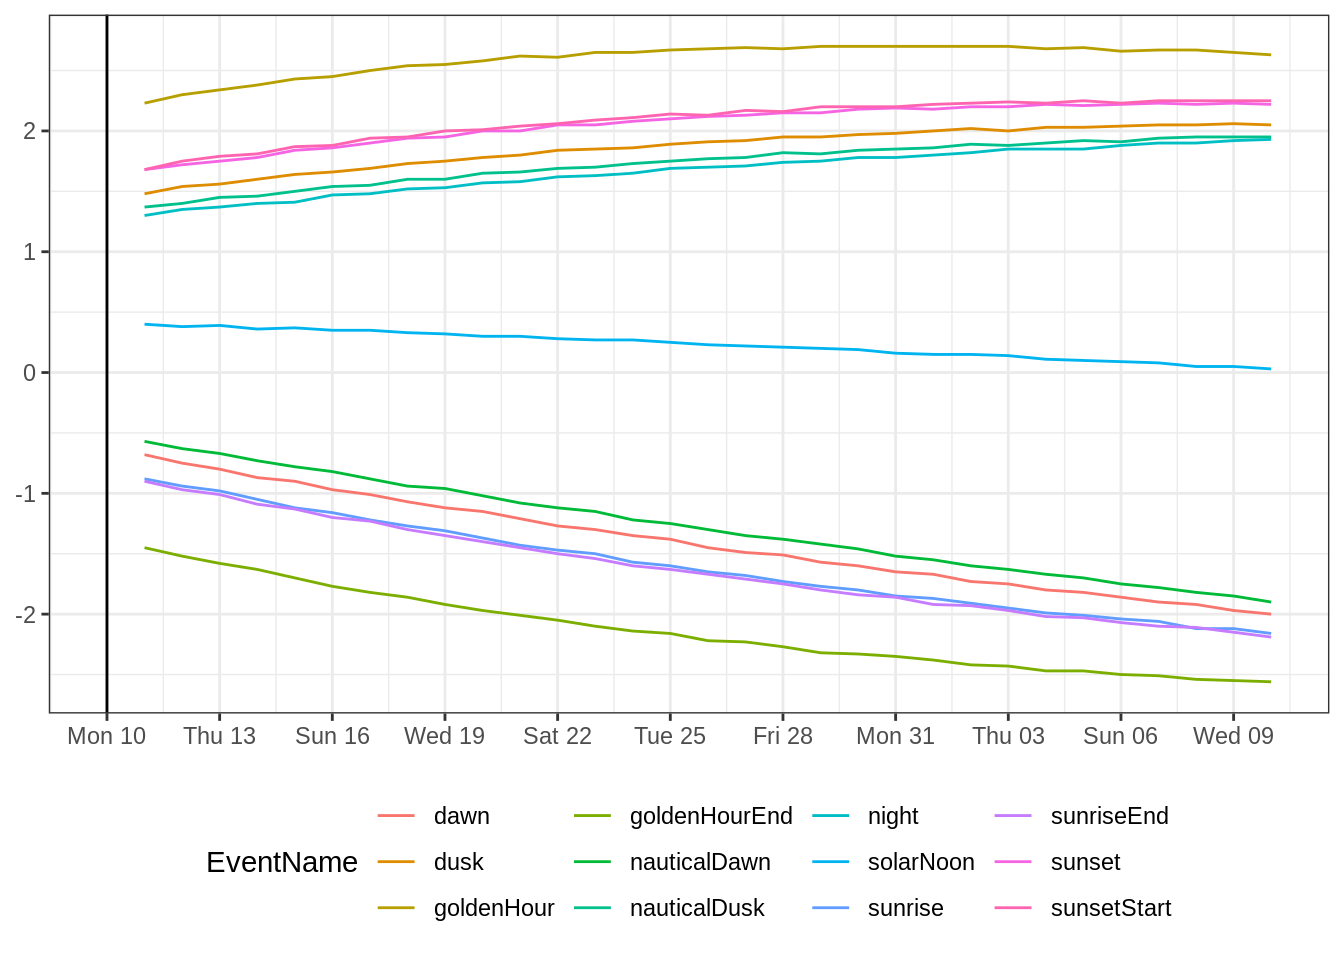 2
1
0
-1
-2
Mon 10 Thu 13 Sun 16 Wed 19 Sat 22 Tue 25 Fri 28 Mon 31 Thu 03 Sun 06 Wed 09
EventName
dawn goldenHourEnd night sunriseEnd
dusk nauticalDawn solarNoon sunset
goldenHour nauticalDusk sunrise sunsetStart